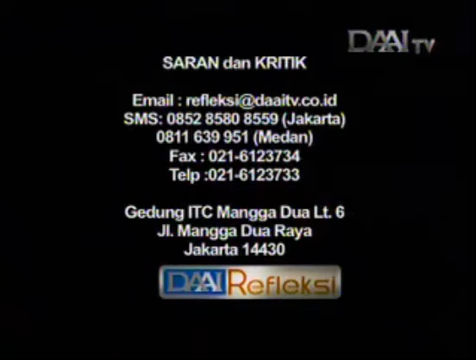 DAAI TV
SARAN dan KRITIK
Email : refleksi@daaitv.co.id
SMS: 0852 8580 8559 (Jakarta)
0811 639 951 (Medan)
Fax : 021-6123734
Telp :021-6123733
Gedung ITC Mangga Dua Lt. 6
Jl. Mangga Dua Raya
Jakarta 14430
DAAI Refleksi